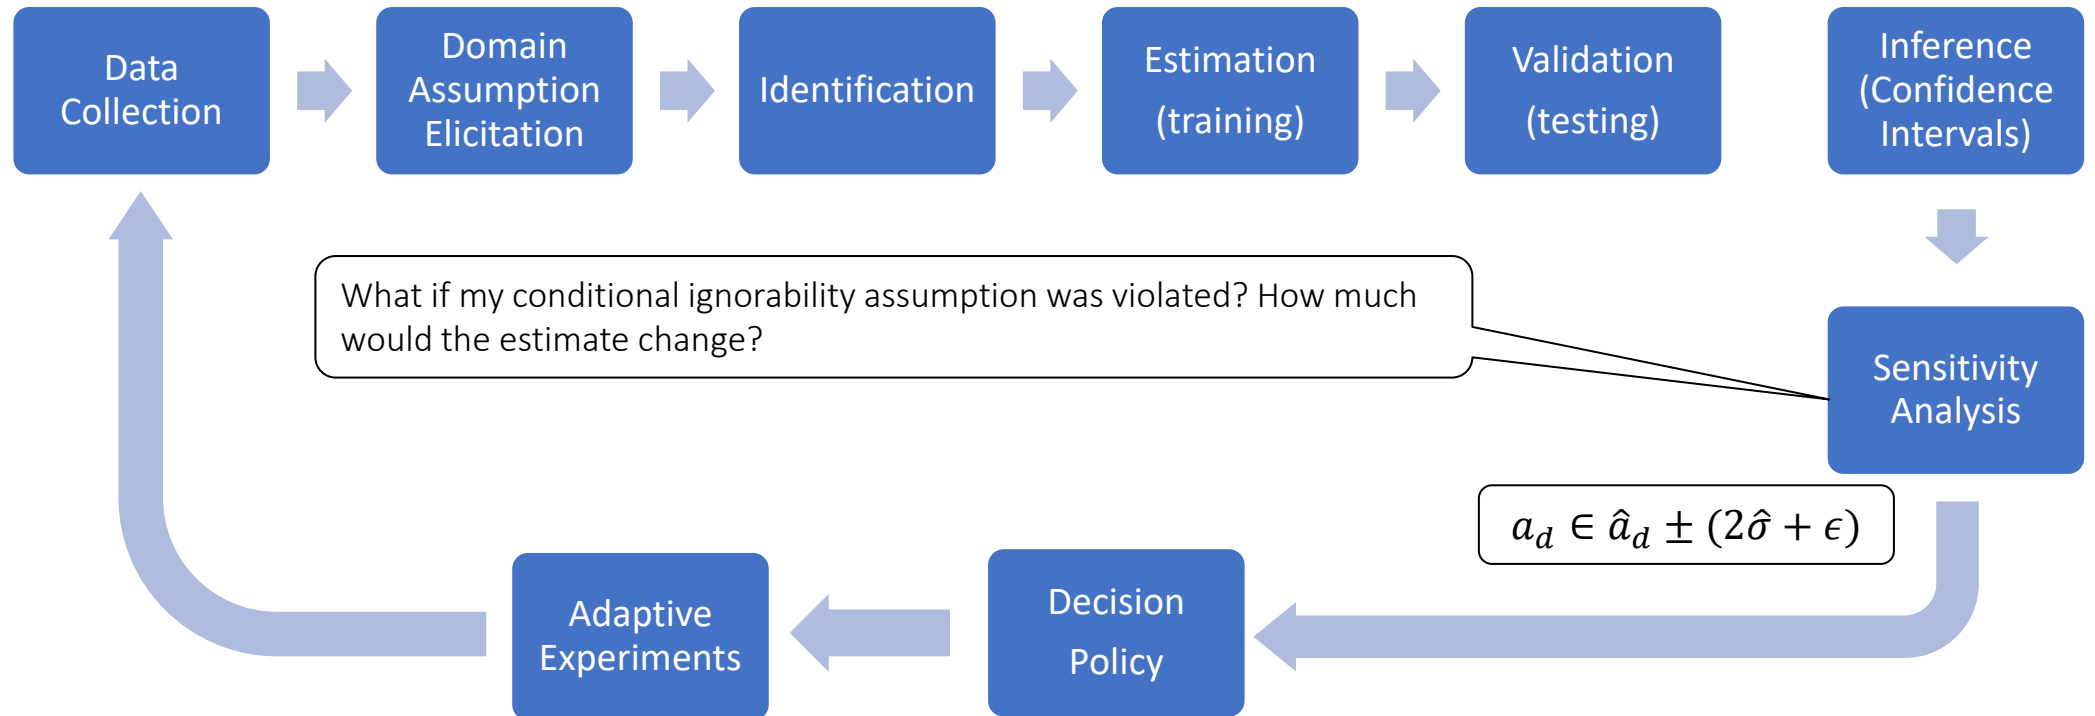 Data
Collection
Domain
Assumption
Elicitation
Identification
Estimation
(training)
Validation
(testing)
Inference
(Confidence
Intervals)
What if my conditional ignorability assumption was violated? How much
would the estimate change?
Sensitivity
Analysis
𝑎_𝑑 ∈ 𝑎̂_𝑑 ± (2𝜎̂ + 𝜖)
Decision
Policy
Adaptive
Experiments